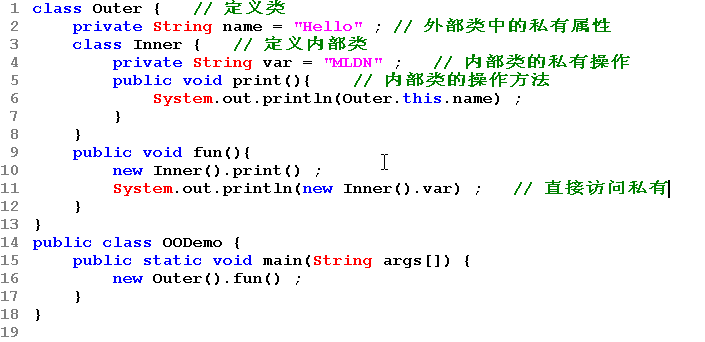 1 class Outer {   // 定义类
2     private String name = "Hello" ; // 外部类中的私有属性
3     class Inner {   // 定义内部类
4         private String var = "MLDN" ;   // 内部类的私有操作
5         public void print(){    // 内部类的操作方法
6             System.out.println(Outer.this.name) ;
7         }
8     }
9     public void fun(){
10         new Inner().print() ;
11         System.out.println(new Inner().var) ;   // 直接访问私有
12     }
13 }
14 public class OODemo {
15     public static void main(String args[]) {
16         new Outer().fun() ;
17     }
18 }
19